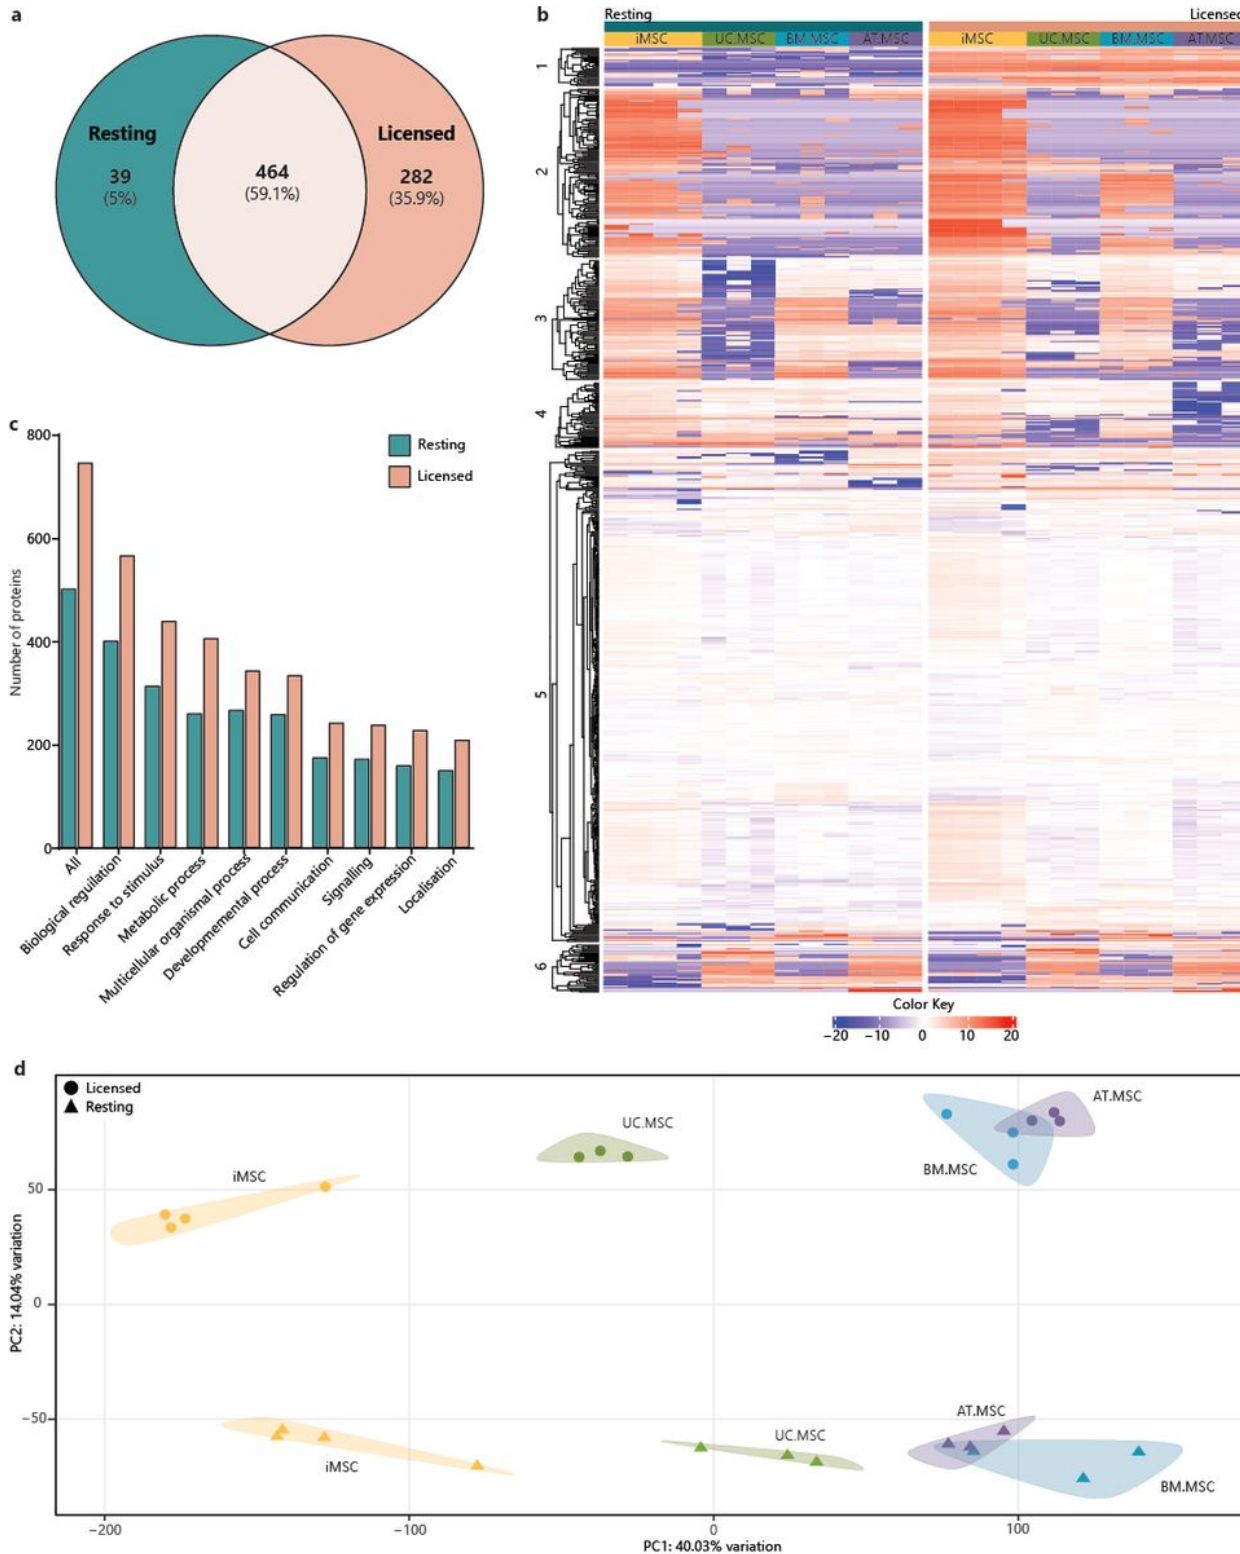 a
Resting
39
(5%)
464
(59.1%)
Licensed
282
(35.9%)
b
Resting
Licensed
iMSC UC.MSC BM.MSC AT.MSC iMSC UC.MSC BM.MSC AT.MSC
1
2
3
4
5
6
Color Key
−20 −10 0 10 20
c
Number of proteins
800
600
400
200
0
Resting
Licensed
All
Biological reguilation
Response to stimulus
Metabolic process
Multicellular organismal process
Developmental process
Cell communication
Signalling
Regulation of gene expression
Localisation
d
Licensed
Resting
iMSC
UC.MSC
BM.MSC
AT.MSC
iMSC
UC.MSC
AT.MSC
BM.MSC
PC2: 14.04% variation
50
0
−50
−200 −100 0 100
PC1: 40.03% variation